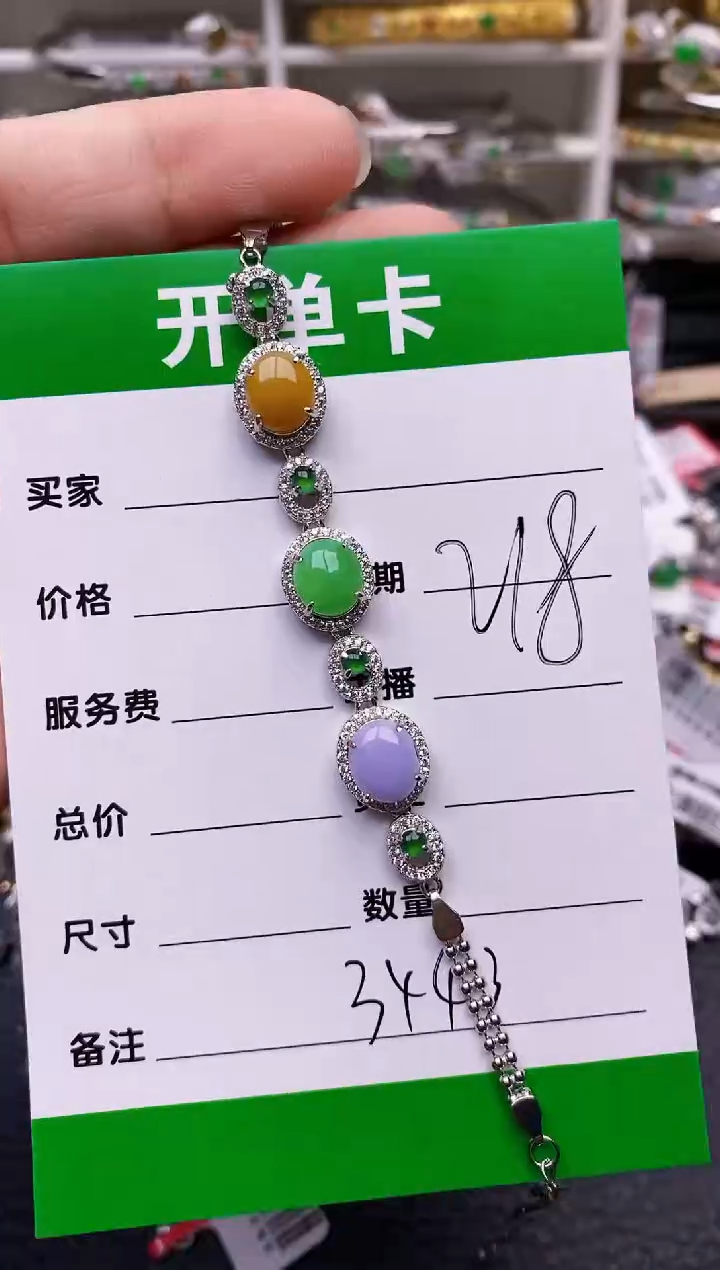 开单卡
买家
价格 期 U8
服务费 播
总价
尺寸 数量
备注